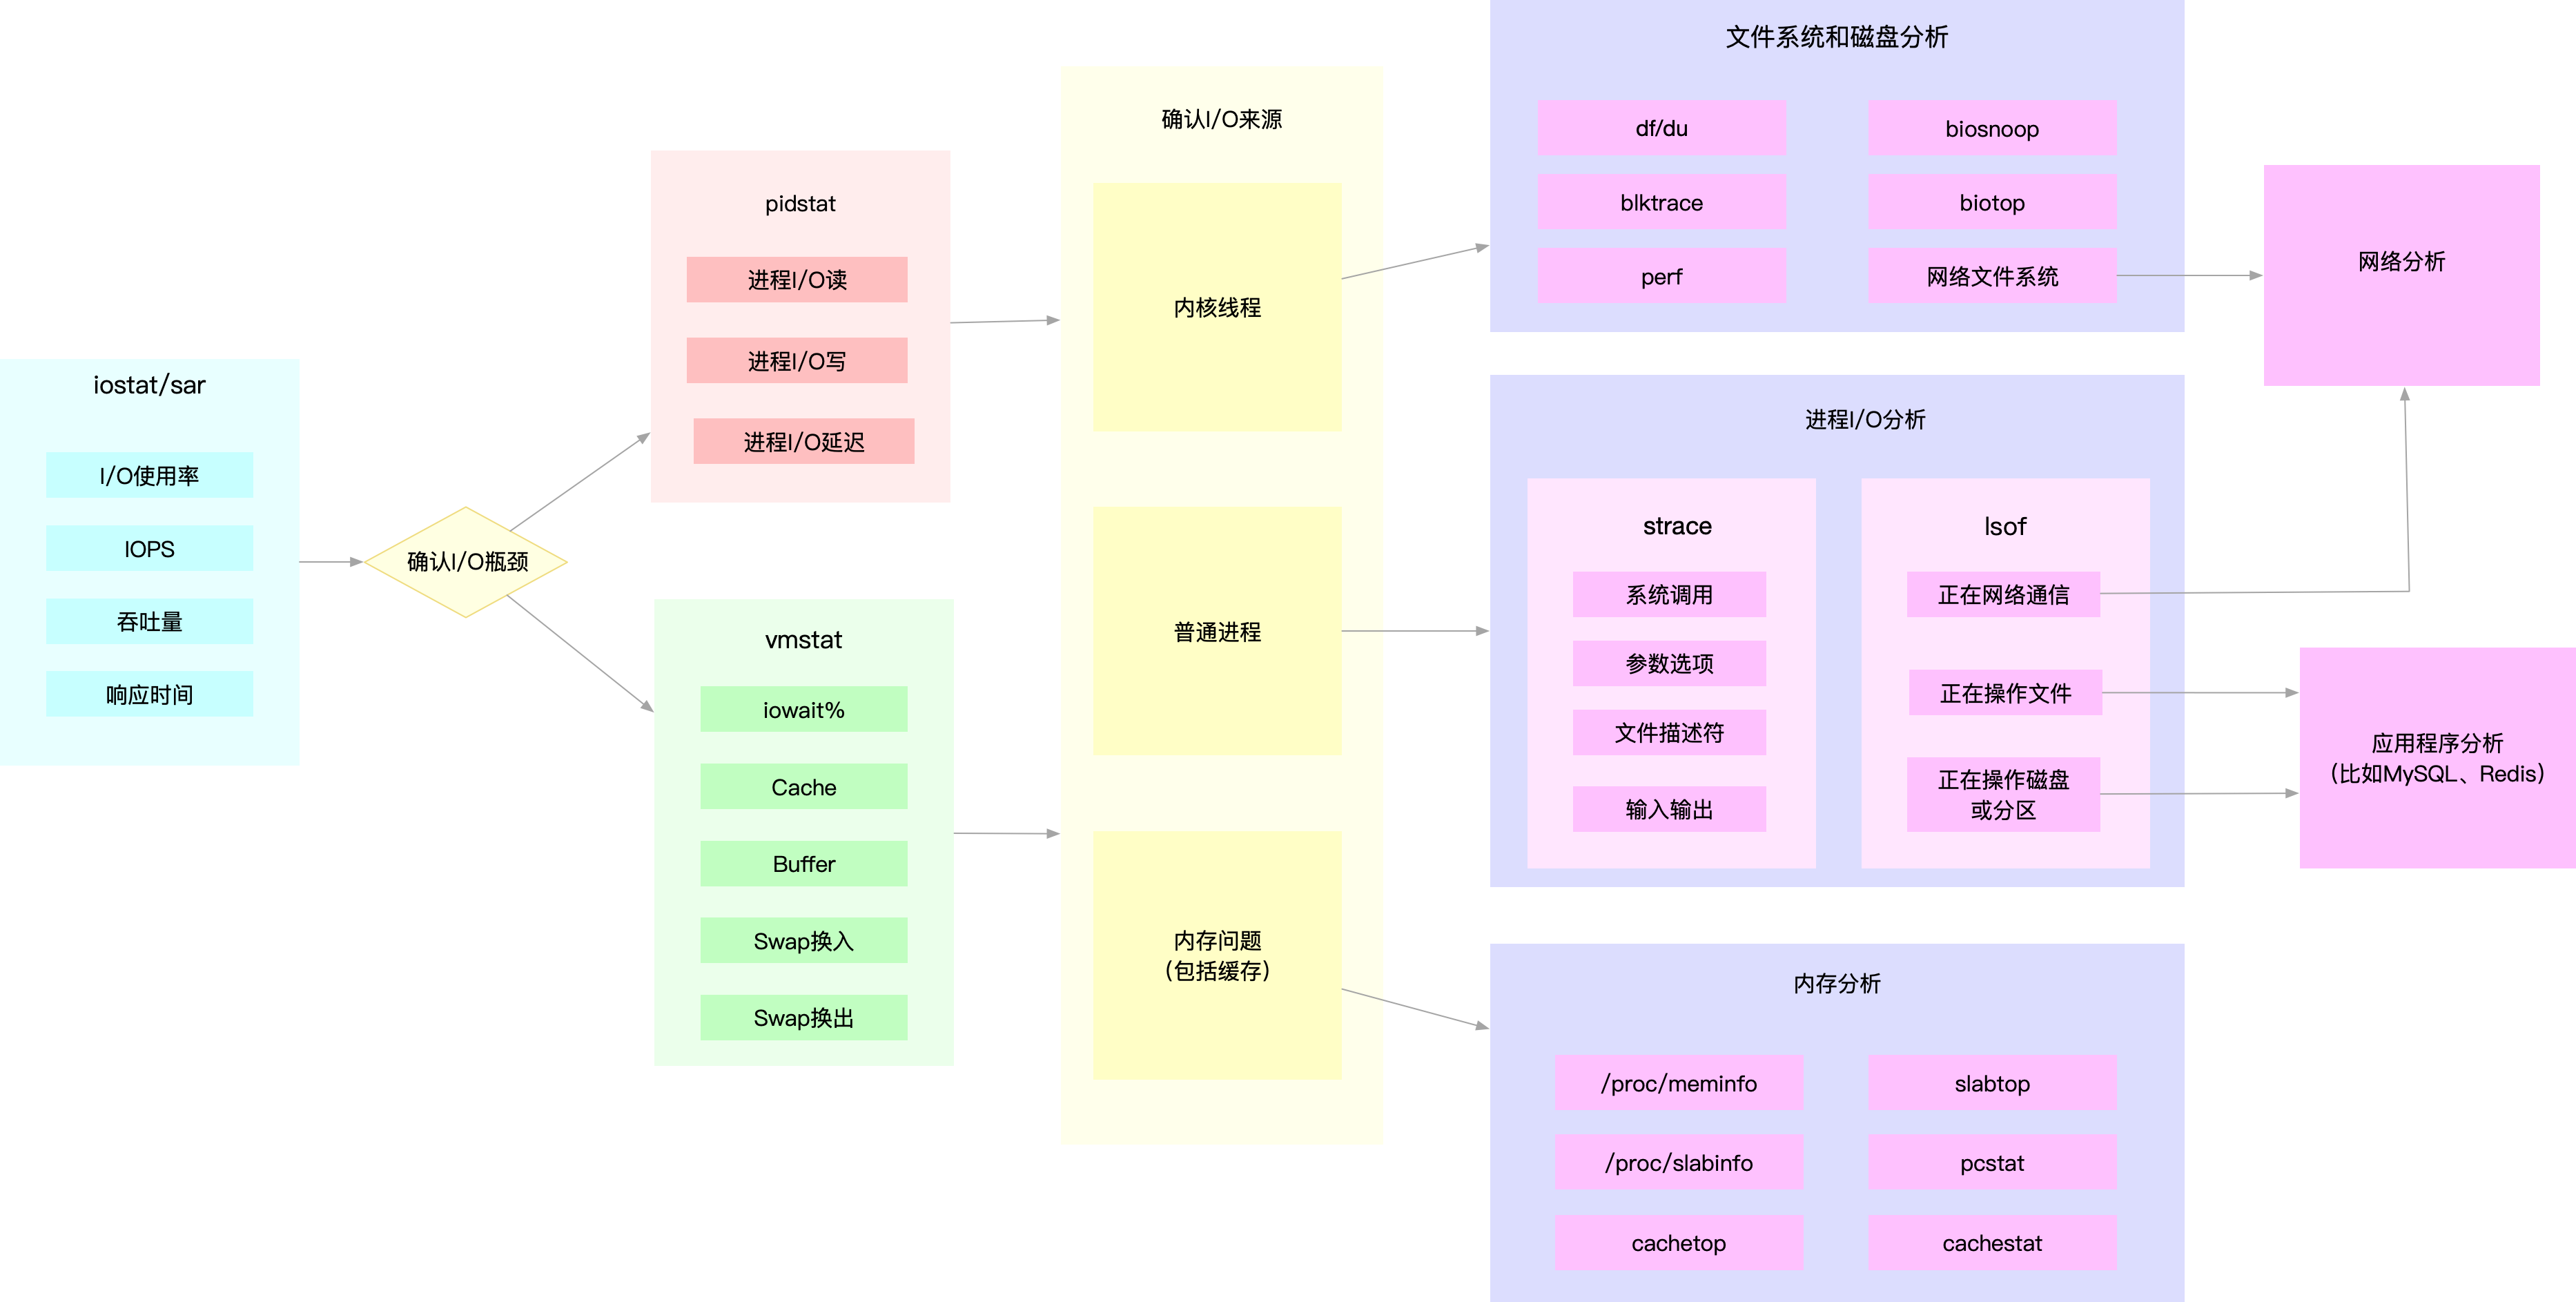 iostat/sar
I/O使用率
IOPS
吞吐量
响应时间
确认I/O瓶颈
pidstat
进程I/O读
进程I/O写
进程I/O延迟
vmstat
iowait%
Cache
Buffer
Swap换入
Swap换出
确认I/O来源
内核线程
普通进程
内存问题
（包括缓存）
文件系统和磁盘分析
df/du
biosnoop
blktrace
biotop
perf
网络文件系统
进程I/O分析
strace
系统调用
参数选项
文件描述符
输入输出
lsof
正在网络通信
正在操作文件
正在操作磁盘
或分区
内存分析
/proc/meminfo
slabtop
/proc/slabinfo
pcstat
cachetop
cachestat
网络分析
应用程序分析
（比如MySQL、Redis）